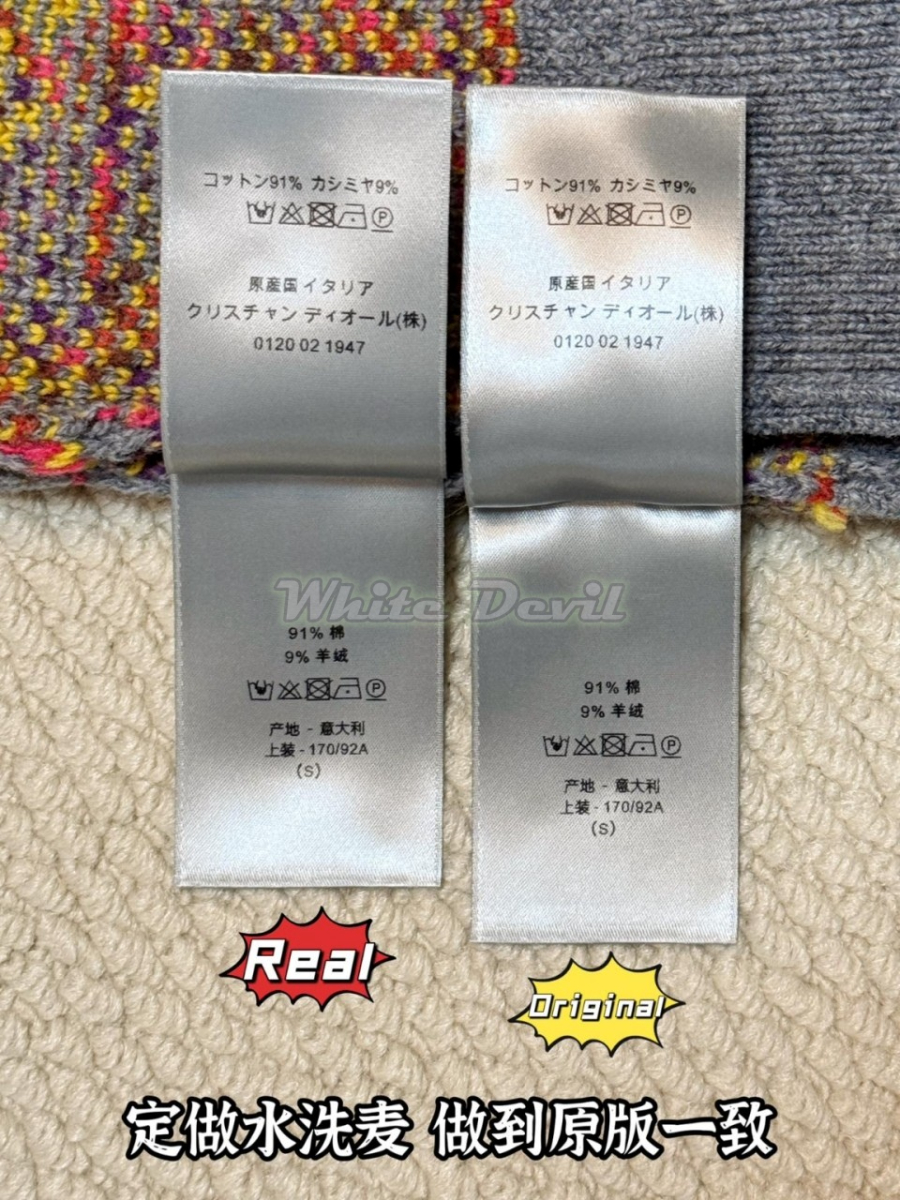 コットン91% カシミヤ9%
P
原産国イタリア
クリスチャン ディオール(株)
0120 02 1947
91% 棉
9% 羊绒
P
产地 - 意大利
上装 - 170/92A
(S)
コットン91% カシミヤ9%
P
原産国イタリア
クリスチャン ディオール(株)
0120 02 1947
91% 棉
9% 羊绒
P
产地 - 意大利
上装 - 170/92A
(S)
White Devil
Real
Original
定做水洗麦 做到原版一致